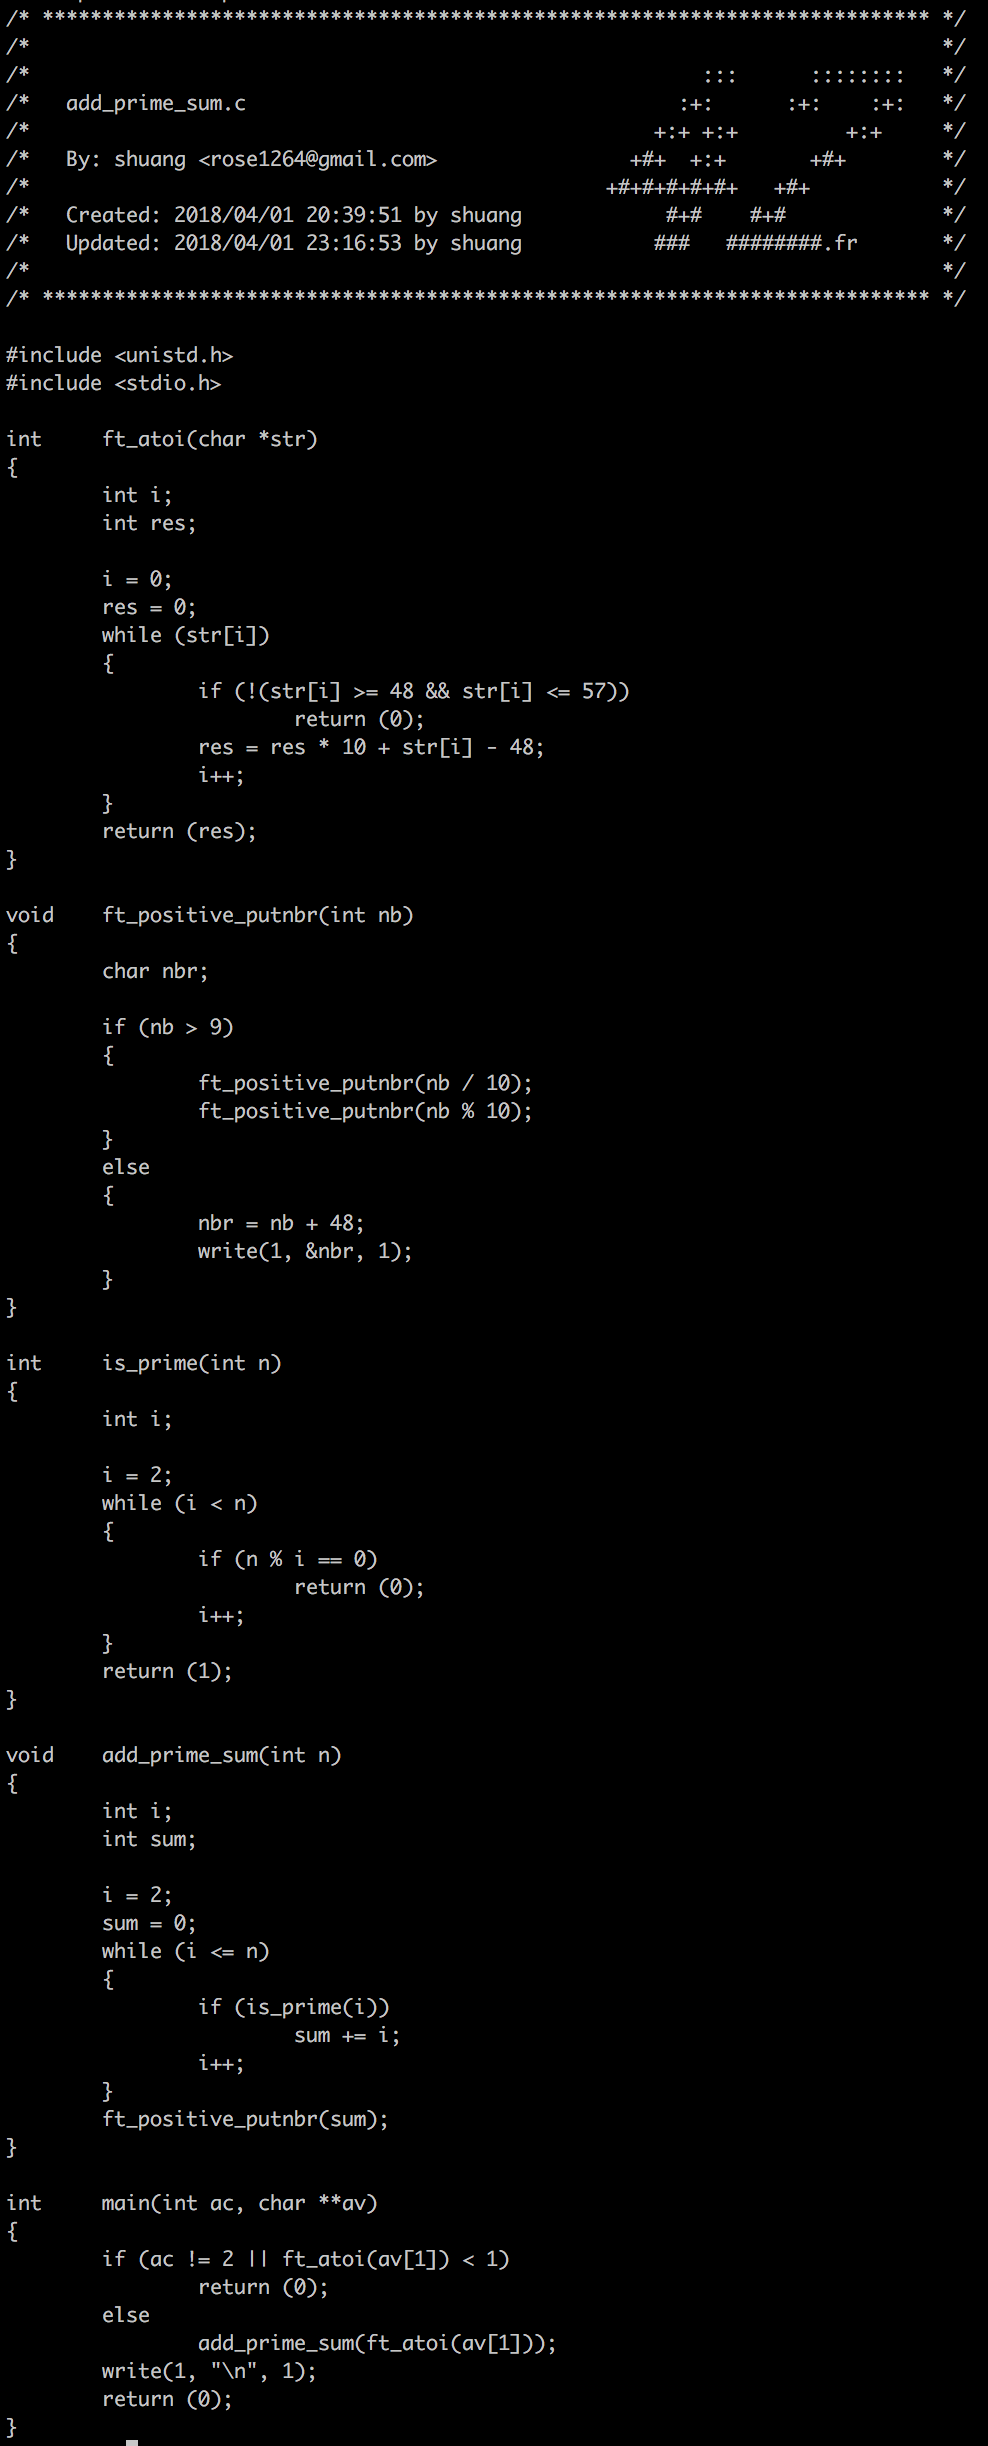 /* ************************************************************************** */
/*                                                                            */
/*                                                        :::      ::::::::   */
/*   add_prime_sum.c                                    :+:      :+:    :+:   */
/*                                                    +:+ +:+         +:+     */
/*   By: shuang <rose1264@gmail.com>                +#+  +:+       +#+        */
/*                                                +#+#+#+#+#+   +#+           */
/*   Created: 2018/04/01 20:39:51 by shuang            #+#    #+#             */
/*   Updated: 2018/04/01 23:16:53 by shuang           ###   ########.fr       */
/*                                                                            */
/* ************************************************************************** */

#include <unistd.h>
#include <stdio.h>

int     ft_atoi(char *str)
{
        int i;
        int res;

        i = 0;
        res = 0;
        while (str[i])
        {
                if (!(str[i] >= 48 && str[i] <= 57))
                        return (0);
                res = res * 10 + str[i] - 48;
                i++;
        }
        return (res);
}

void    ft_positive_putnbr(int nb)
{
        char nbr;

        if (nb > 9)
        {
                ft_positive_putnbr(nb / 10);
                ft_positive_putnbr(nb % 10);
        }
        else
        {
                nbr = nb + 48;
                write(1, &nbr, 1);
        }
}

int     is_prime(int n)
{
        int i;

        i = 2;
        while (i < n)
        {
                if (n % i == 0)
                        return (0);
                i++;
        }
        return (1);
}

void    add_prime_sum(int n)
{
        int i;
        int sum;

        i = 2;
        sum = 0;
        while (i <= n)
        {
                if (is_prime(i))
                        sum += i;
                i++;
        }
        ft_positive_putnbr(sum);
}

int     main(int ac, char **av)
{
        if (ac != 2 || ft_atoi(av[1]) < 1)
                return (0);
        else
                add_prime_sum(ft_atoi(av[1]));
        write(1, "\n", 1);
        return (0);
}